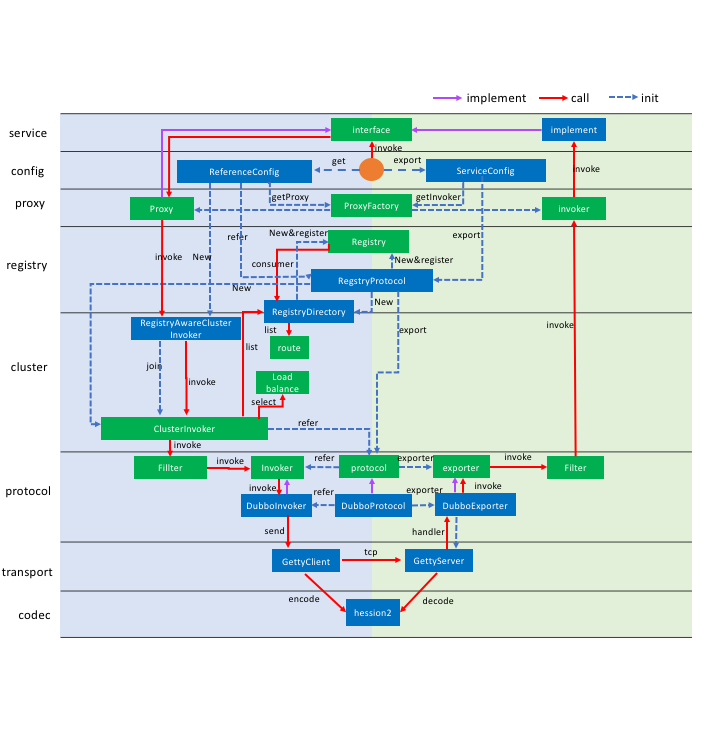 implement
call
init
service
interface
implement
invoke
config
get
export
ReferenceConfig
ServiceConfig
invoke
proxy
getProxy
getInvoker
Proxy
ProxyFactory
invoker
registry
refer
New&register
Registry
export
invoke
New
consumer
New&register
RegstryProtocol
New
New
RegistryDirectory
cluster
RegistryAwareCluster
Invoker
list
list
export
invoke
route
join
invoke
Load
balance
select
ClusterInvoker
refer
invoke
protocol
Fillter
invoke
Invoker
refer
protocol
exporter
exporter
invoke
Filter
invoke
refer
exporter
invoke
DubboInvoker
DubboProtocol
DubboExporter
send
handler
transport
GettyClient
tcp
GettyServer
codec
encode
decode
hession2